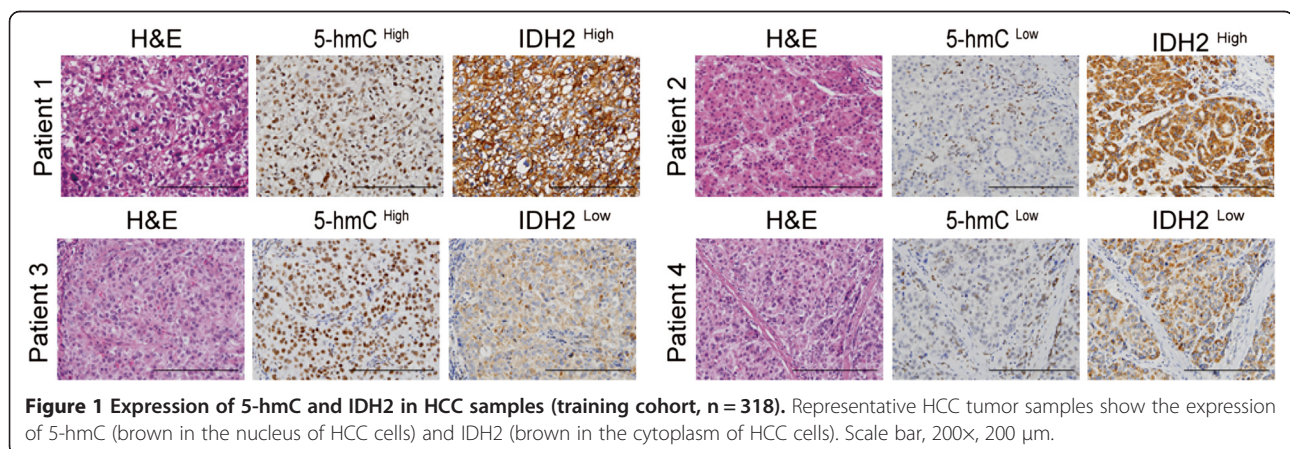 H&E 5-hmC High IDH2 High H&E 5-hmC Low IDH2 High
Patient 1
Patient 2
H&E 5-hmC High IDH2 Low H&E 5-hmC Low IDH2 Low
Patient 3
Patient 4
Figure 1 Expression of 5-hmC and IDH2 in HCC samples (training cohort, n = 318). Representative HCC tumor samples show the expression
of 5-hmC (brown in the nucleus of HCC cells) and IDH2 (brown in the cytoplasm of HCC cells). Scale bar, 200×, 200 μm.